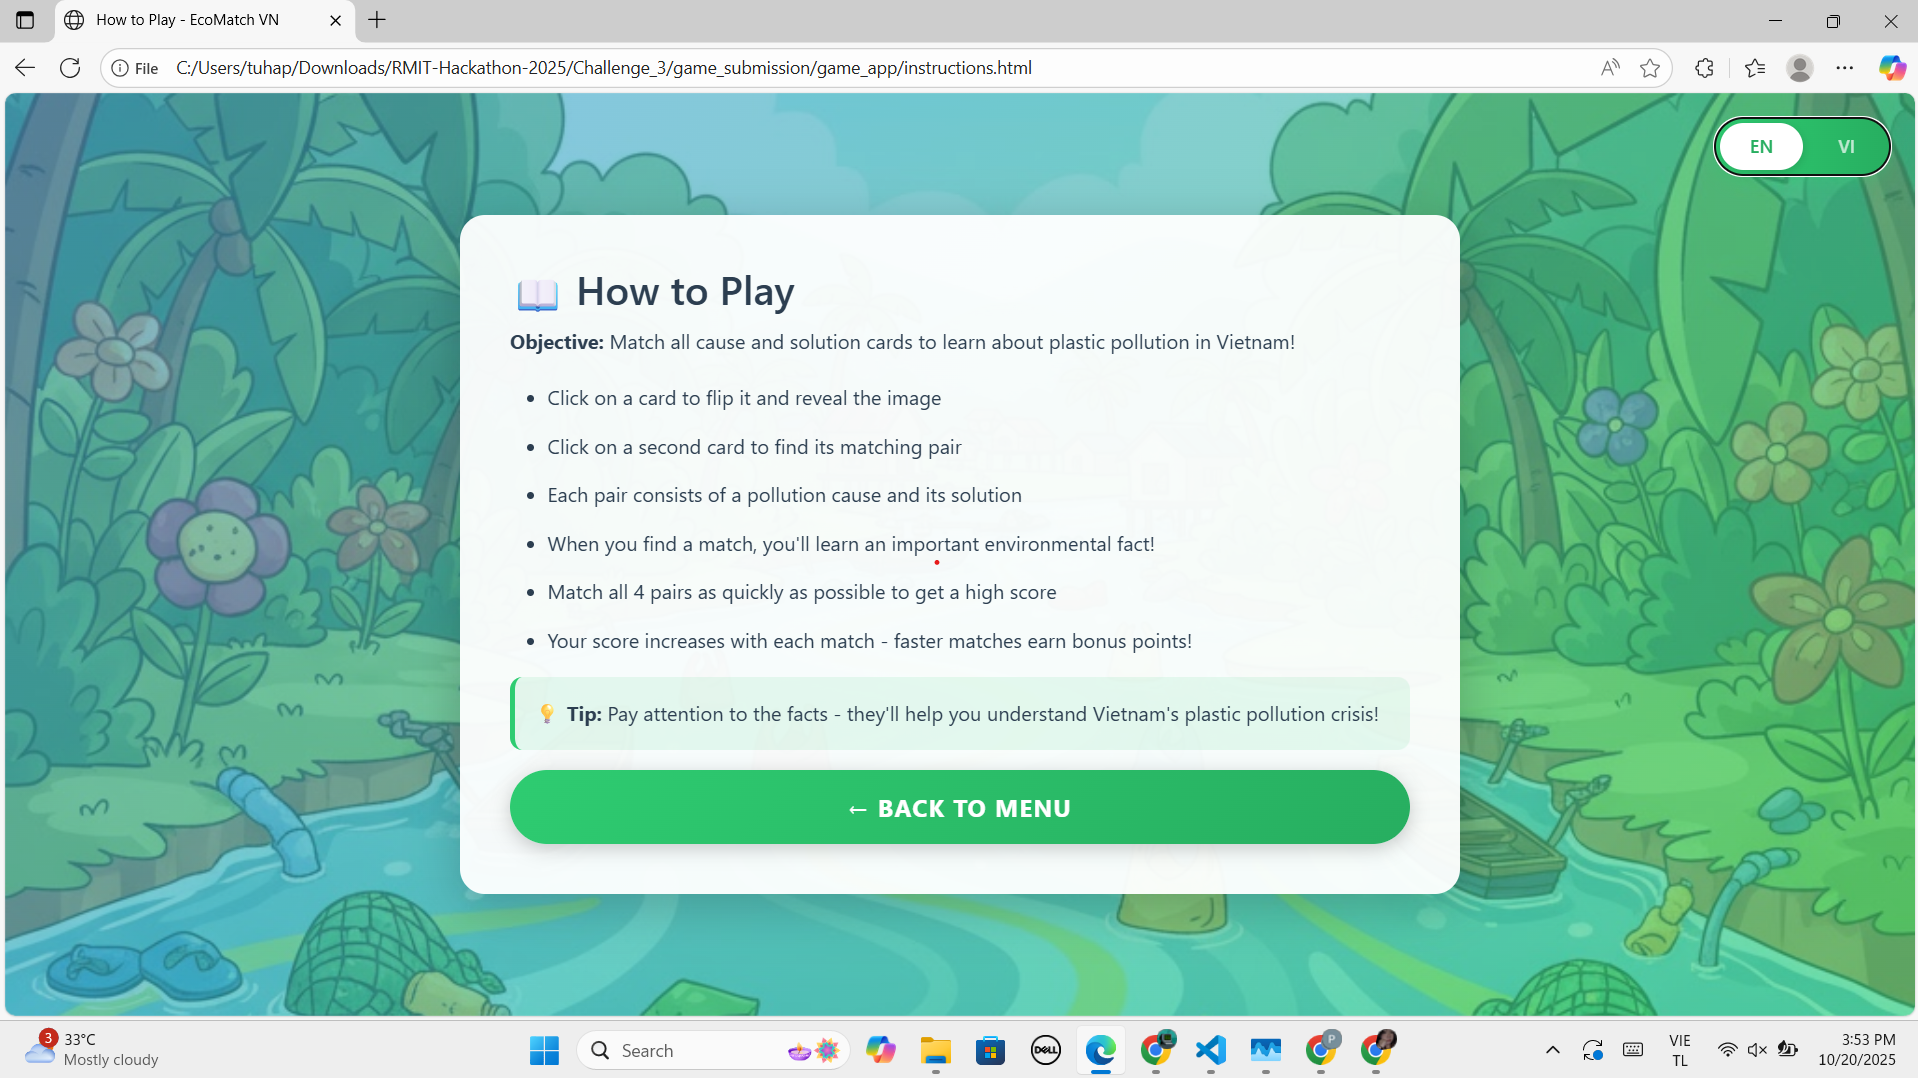 How to Play - EcoMatch VN
File C:/Users/tuhap/Downloads/RMIT-Hackathon-2025/Challenge_3/game_submission/game_app/instructions.html
EN VI
How to Play
Objective: Match all cause and solution cards to learn about plastic pollution in Vietnam!
• Click on a card to flip it and reveal the image
• Click on a second card to find its matching pair
• Each pair consists of a pollution cause and its solution
• When you find a match, you'll learn an important environmental fact!
• Match all 4 pairs as quickly as possible to get a high score
• Your score increases with each match - faster matches earn bonus points!
💡 Tip: Pay attention to the facts - they'll help you understand Vietnam's plastic pollution crisis!
← BACK TO MENU
3
33°C
Mostly cloudy
Search
DELL
P
VIE
TL
3:53 PM
10/20/2025